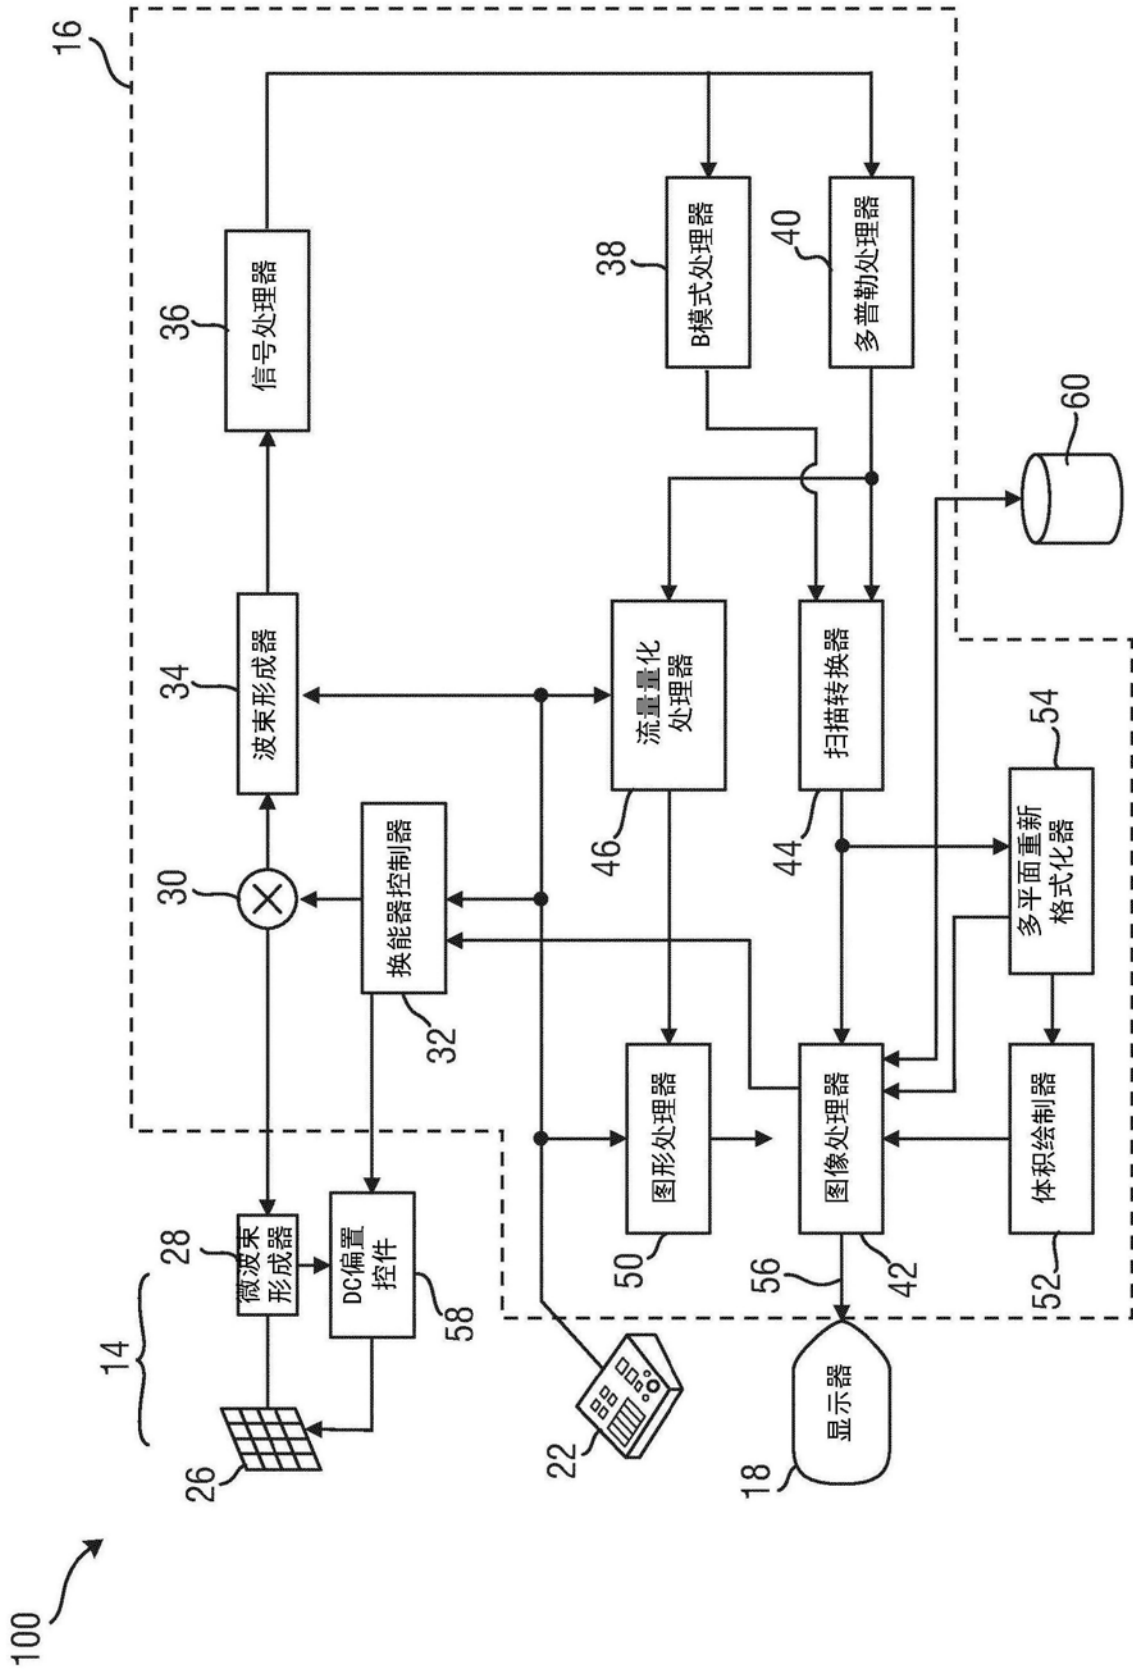 100
14
26
微波束
形成器
28
DC偏置
控件
58
16
30
换能器控制器
32
波束形成器
34
信号处理器
36
22
图形处理器
50
流量量化
处理器
46
B模式处理器
38
多普勒处理器
40
显示器
18
56
图像处理器
42
扫描转换器
44
体积绘制器
52
多平面重新
格式化器
54
60